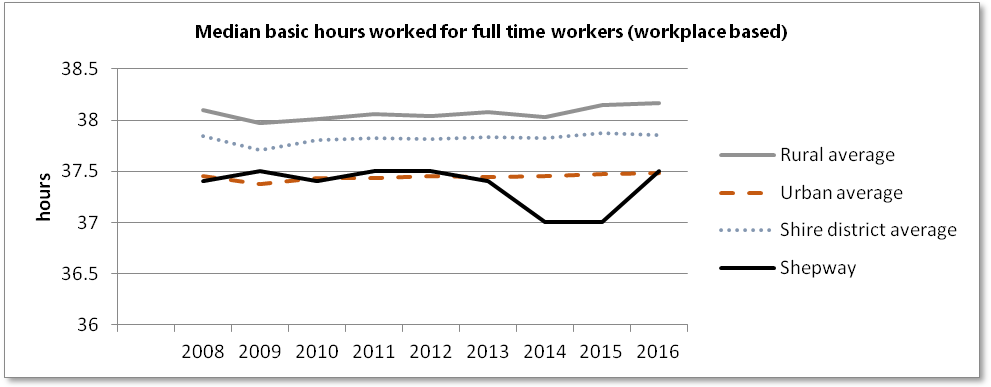 Median basic hours worked for full time workers (workplace based)
38.5
38
37.5
37
36.5
36
hours
2008 2009 2010 2011 2012 2013 2014 2015 2016
Rural average
Urban average
Shire district average
Shepway